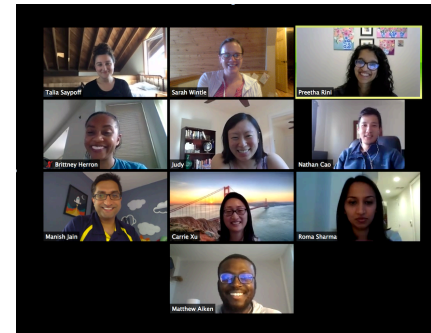 Talia Saypoff
Sarah Wintle
Preetha Rini
Brittney Herron
Judy
Nathan Cao
Manish Jain
Carrie Xu
Roma Sharma
Matthew Aiken